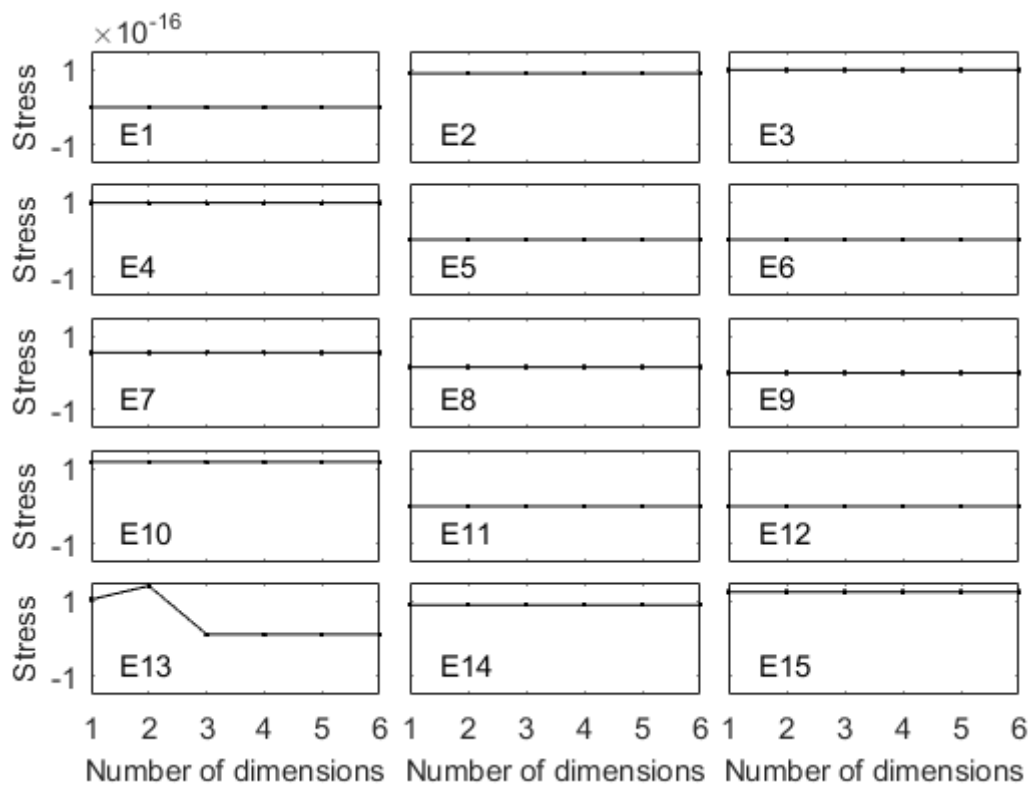 ×10^-16
Stress 1 -1 E1 E2 E3
Stress 1 -1 E4 E5 E6
Stress 1 -1 E7 E8 E9
Stress 1 -1 E10 E11 E12
Stress 1 -1 E13 E14 E15
1 2 3 4 5 6 1 2 3 4 5 6 1 2 3 4 5 6
Number of dimensions Number of dimensions Number of dimensions